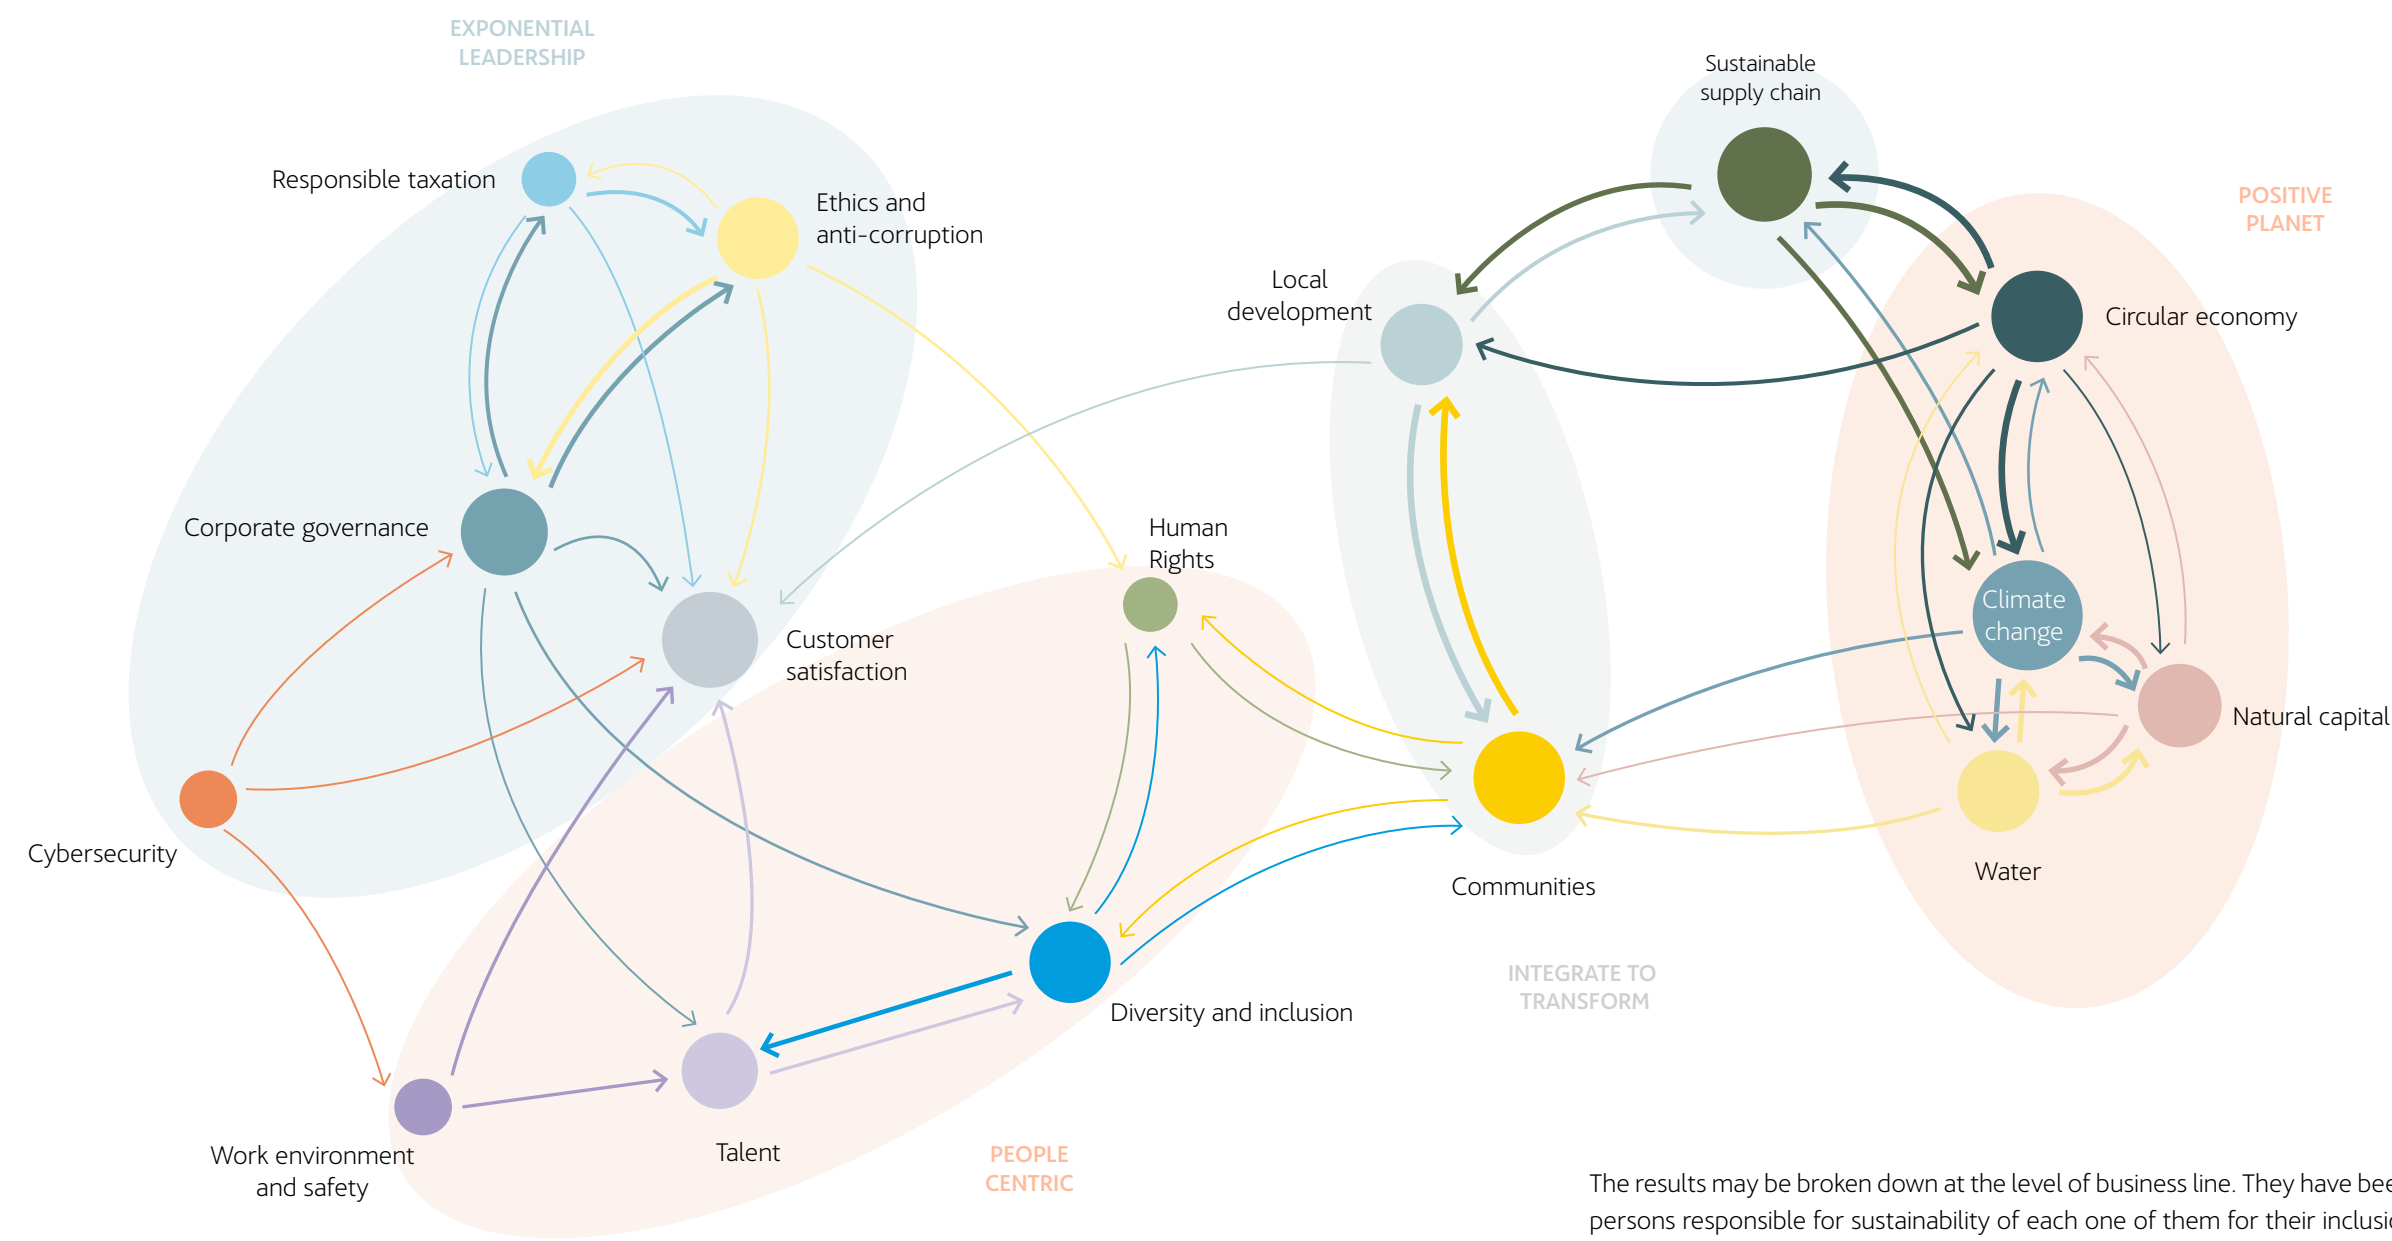 EXPONENTIAL
LEADERSHIP
Sustainable
supply chain
POSITIVE
PLANET
Responsible taxation
Ethics and
anti-corruption
Local
development
Circular economy
Corporate governance
Human
Rights
Climate
change
Customer
satisfaction
Natural capital
Cybersecurity
Water
Communities
INTEGRATE TO
TRANSFORM
Diversity and inclusion
Work environment
and safety
Talent
PEOPLE
CENTRIC
The results may be broken down at the level of business line. They have
persons responsible for sustainability of each one of them for their